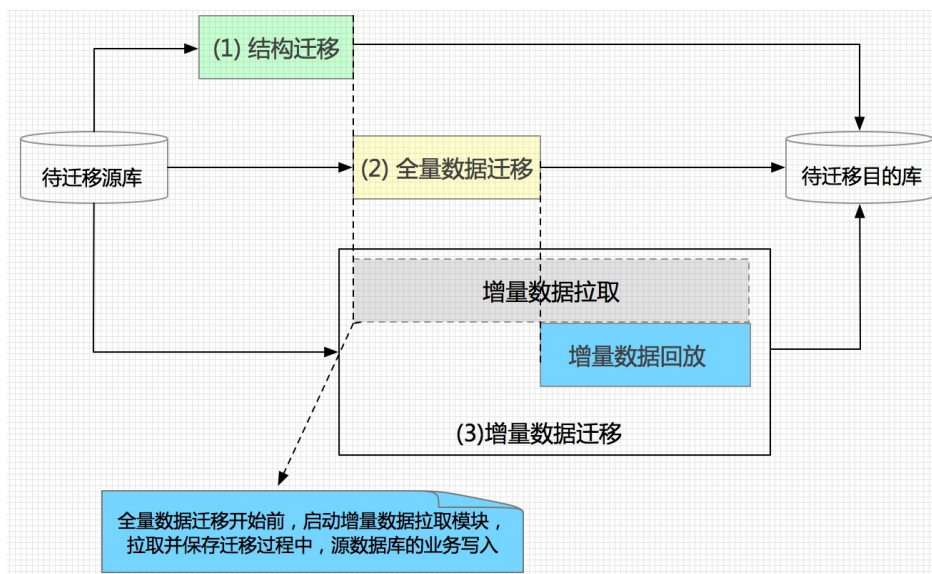 (1) 结构迁移
待迁移源库
(2) 全量数据迁移
待迁移目的库
增量数据拉取
增量数据回放
(3)增量数据迁移
全量数据迁移开始前，启动增量数据拉取模块，
拉取并保存迁移过程中，源数据库的业务写入